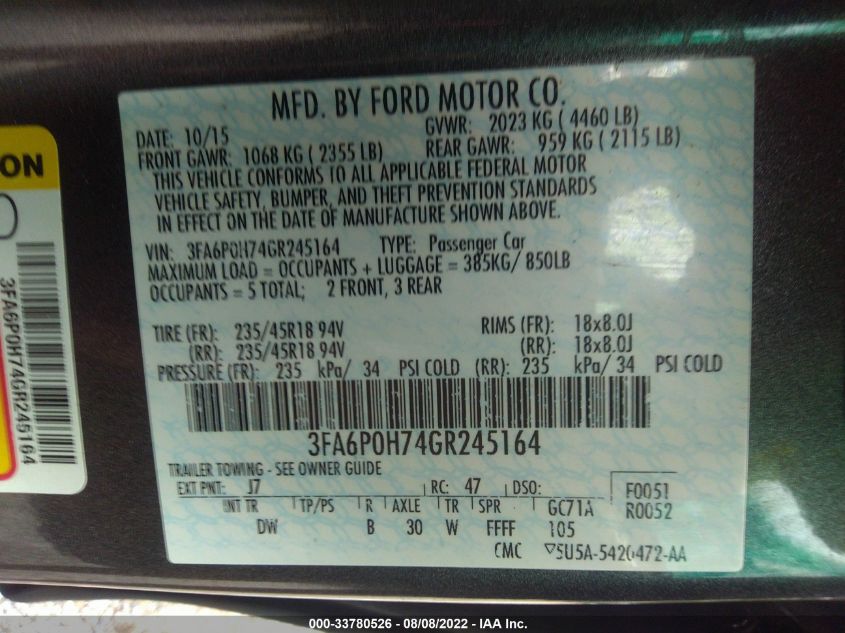 MFD. BY FORD MOTOR CO.
DATE: 10/15 GVWR: 2023 KG ( 4460 LB)
FRONT GAWR: 1068 KG ( 2355 LB) REAR GAWR: 959 KG ( 2115 LB)
THIS VEHICLE CONFORMS TO ALL APPLICABLE FEDERAL MOTOR
VEHICLE SAFETY, BUMPER, AND THEFT PREVENTION STANDARDS
IN EFFECT ON THE DATE OF MANUFACTURE SHOWN ABOVE.
VIN: 3FA6P0H74GR245164 TYPE: Passenger Car
MAXIMUM LOAD = OCCUPANTS + LUGGAGE = 385KG/ 850LB
OCCUPANTS = 5 TOTAL; 2 FRONT, 3 REAR
TIRE (FR): 235/45R18 94V RIMS (FR): 18x8.0J
(RR): 235/45R18 94V (RR): 18x8.0J
PRESSURE (FR): 235 kPa/ 34 PSI COLD (RR): 235 kPa/ 34 PSI COLD
3FA6P0H74GR245164
TRAILER TOWING - SEE OWNER GUIDE
EXT PNT: J7 RC: 47 DSO: F0051
INT TR TP/PS R AXLE TR SPR GC71A R0052
DW B 30 W FFFF 105
CMC 5U5A-5420472-AA
ON
3FA6P0H74GR245164
000-33780526 - 08/08/2022 - IAA Inc.